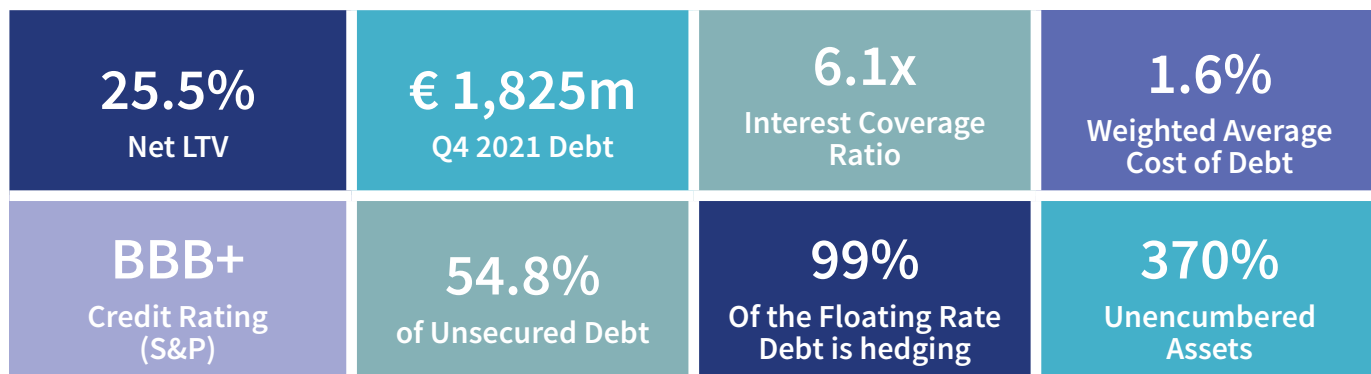 25.5%
Net LTV
€ 1,825m
Q4 2021 Debt
6.1x
Interest Coverage
Ratio
1.6%
Weighted Average
Cost of Debt
BBB+
Credit Rating
(S&P)
54.8%
of Unsecured Debt
99%
Of the Floating Rate
Debt is hedging
370%
Unencumbered
Assets